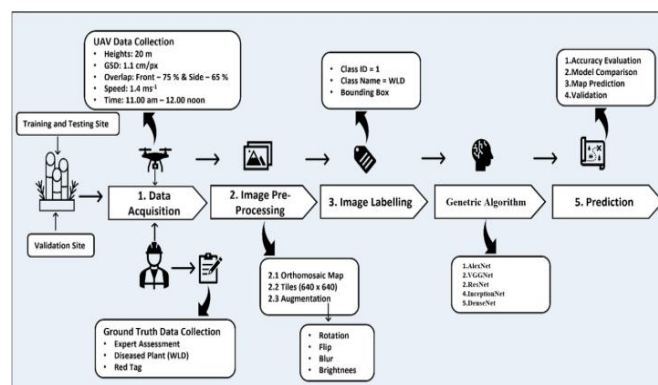 UAV Data Collection
• Heights: 20 m
• GSD: 1.1 cm/px
• Overlap: Front – 75 % & Side – 65 %
• Speed: 1.4 ms⁻¹
• Time: 11.00 am – 12.00 noon
• Class ID = 1
• Class Name = WLD
• Bounding Box
1.Accuracy Evaluation
2.Model Comparison
3.Map Prediction
4.Validation
Training and Testing Site
Validation Site
1. Data
Acquisition
2. Image Pre-
Processing
3. Image Labelling
Genetric Algorithm
5. Prediction
2.1 Orthomosaic Map
2.2 Tiles (640 x 640)
2.3 Augmentation
1.AlexNet
2.VGGNet
2.ResNet
4.InceptionNet
5.DenseNet
Ground Truth Data Collection
• Expert Assessment
• Diseased Plant (WLD)
• Red Tag
• Rotation
• Flip
• Blur
• Brightnees